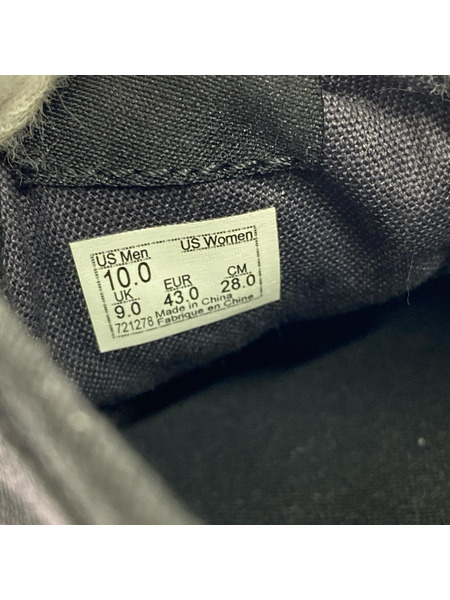 US Men US Women
10.0
UK EUR CM
9.0 43.0 28.0
721278 Made in China
Fabrique en Chine